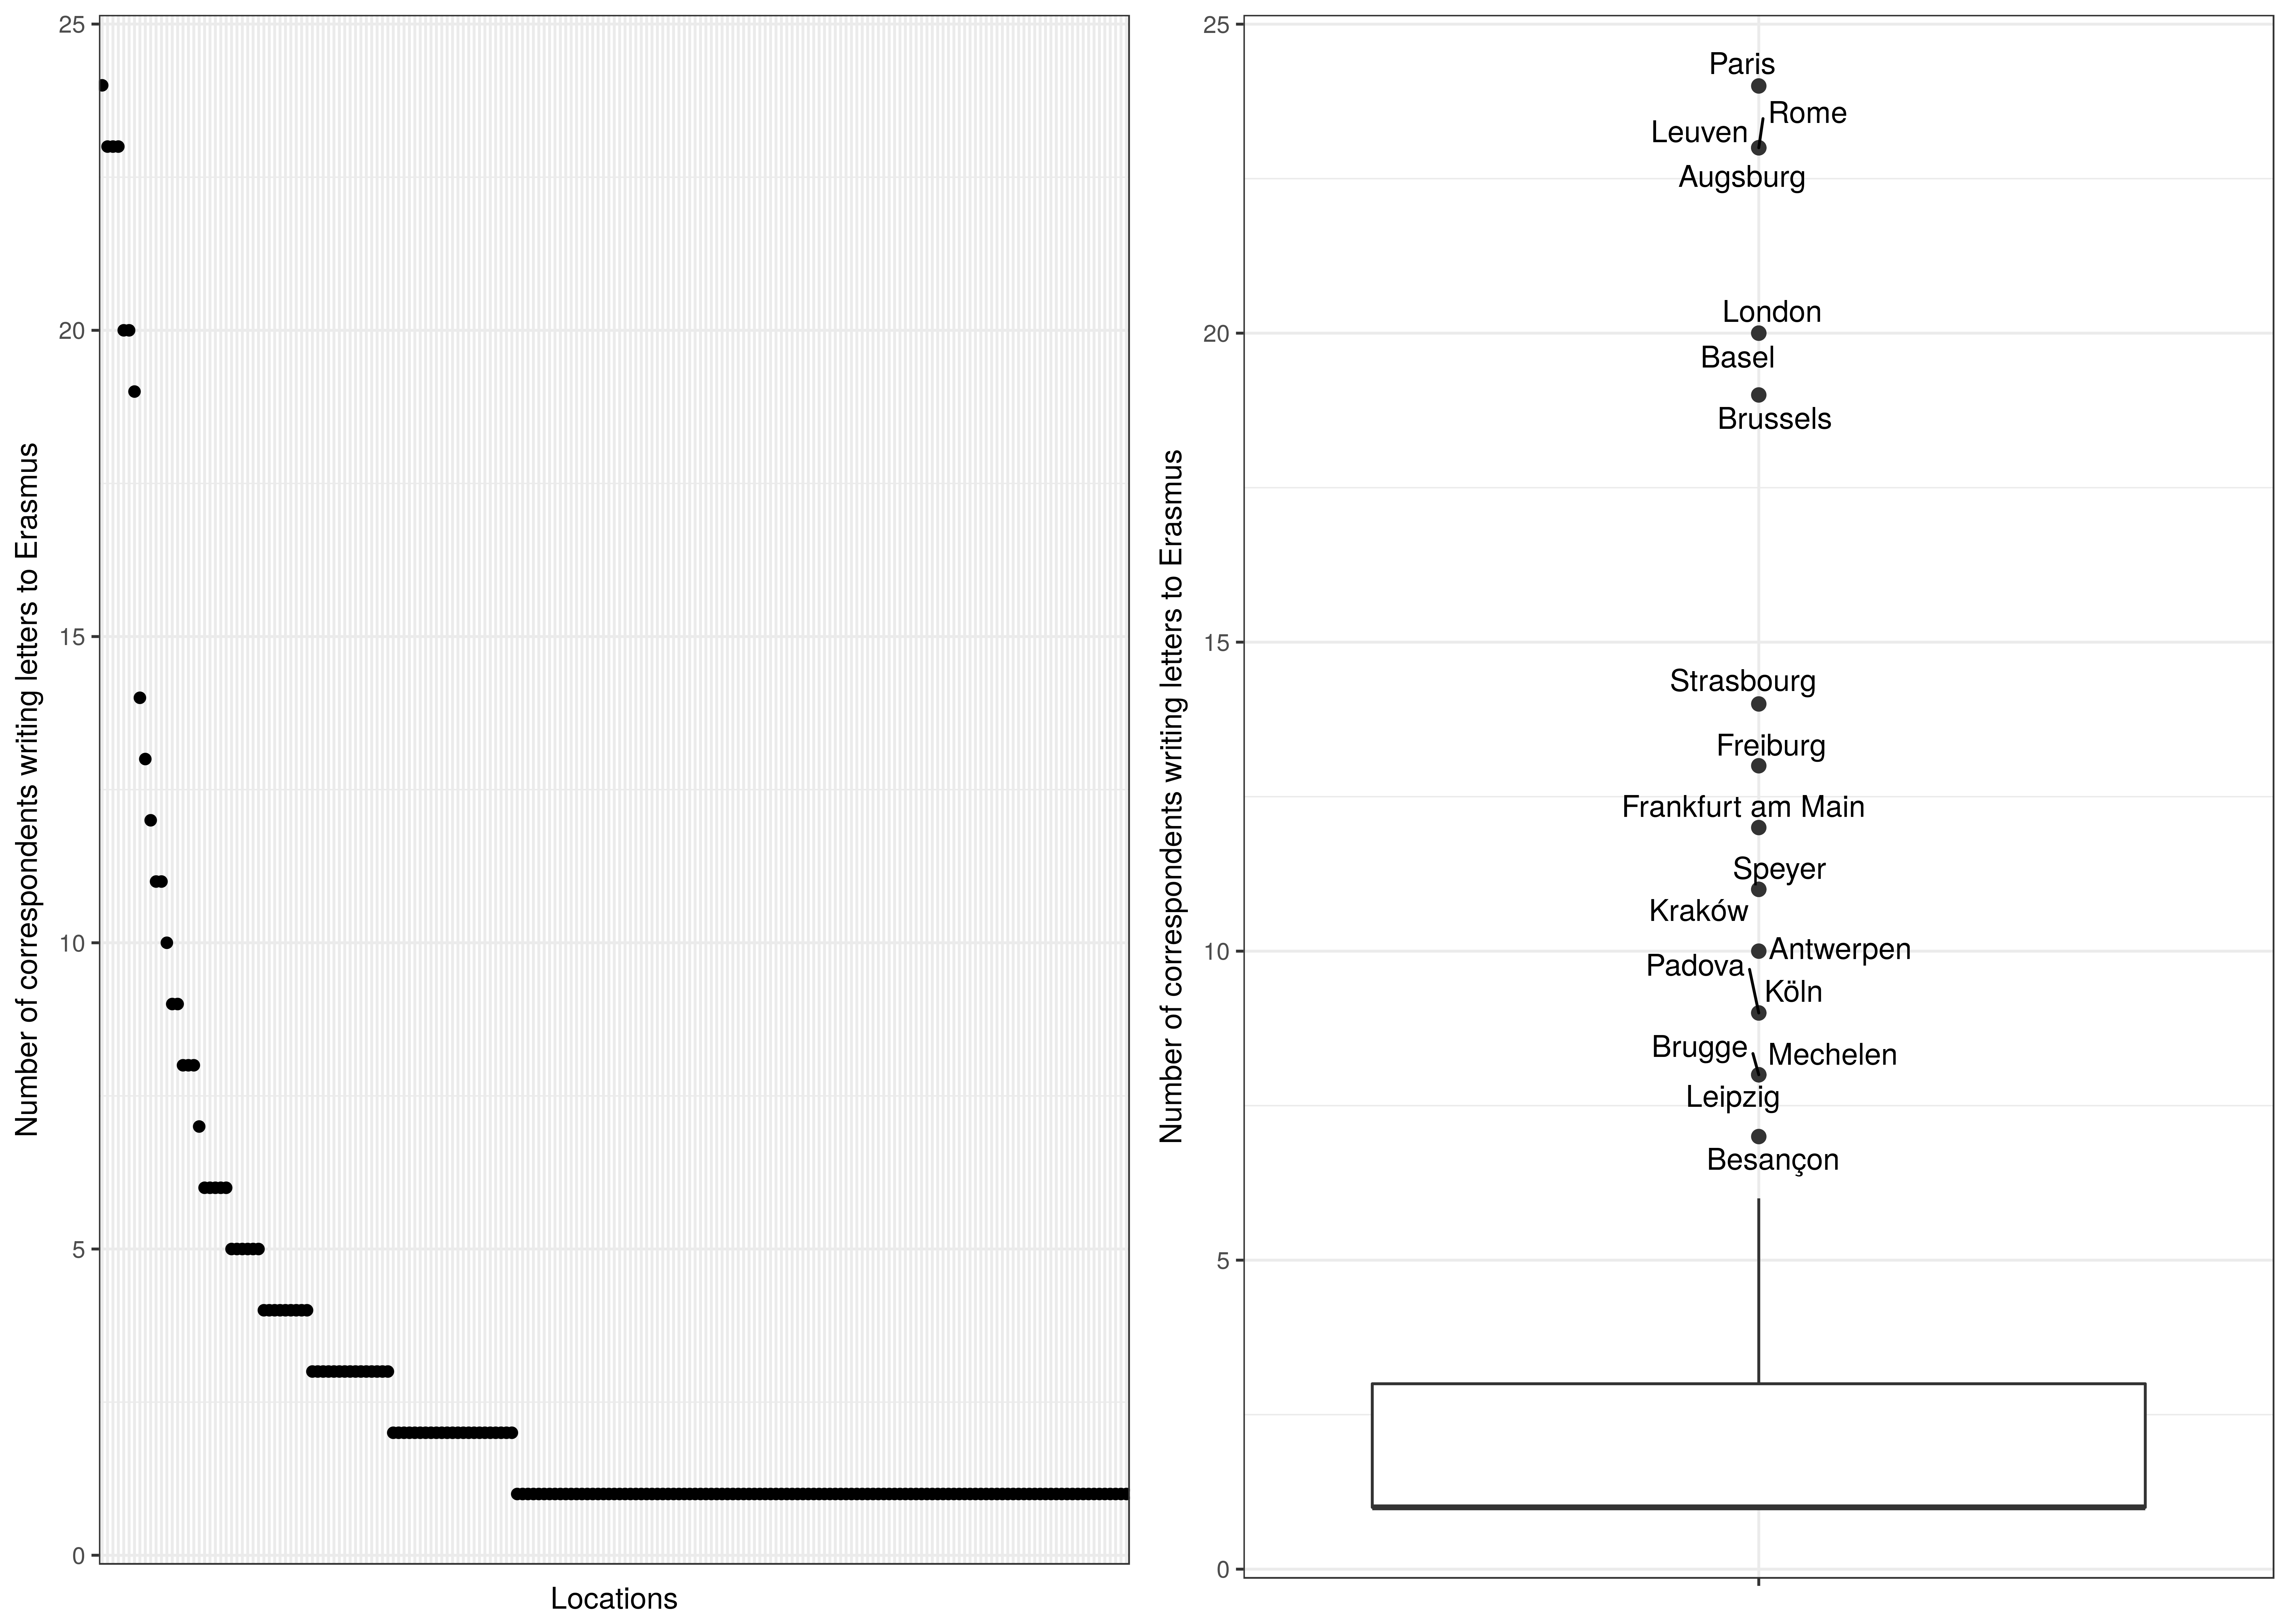 Number of correspondents writing letters to Erasmus
25
20
15
10
5
0
Locations
Number of correspondents writing letters to Erasmus
25
20
15
10
5
0
Paris
Rome
Leuven
Augsburg
London
Basel
Brussels
Strasbourg
Freiburg
Frankfurt am Main
Speyer
Kraków
Antwerpen
Padova
Köln
Brugge
Mechelen
Leipzig
Besançon